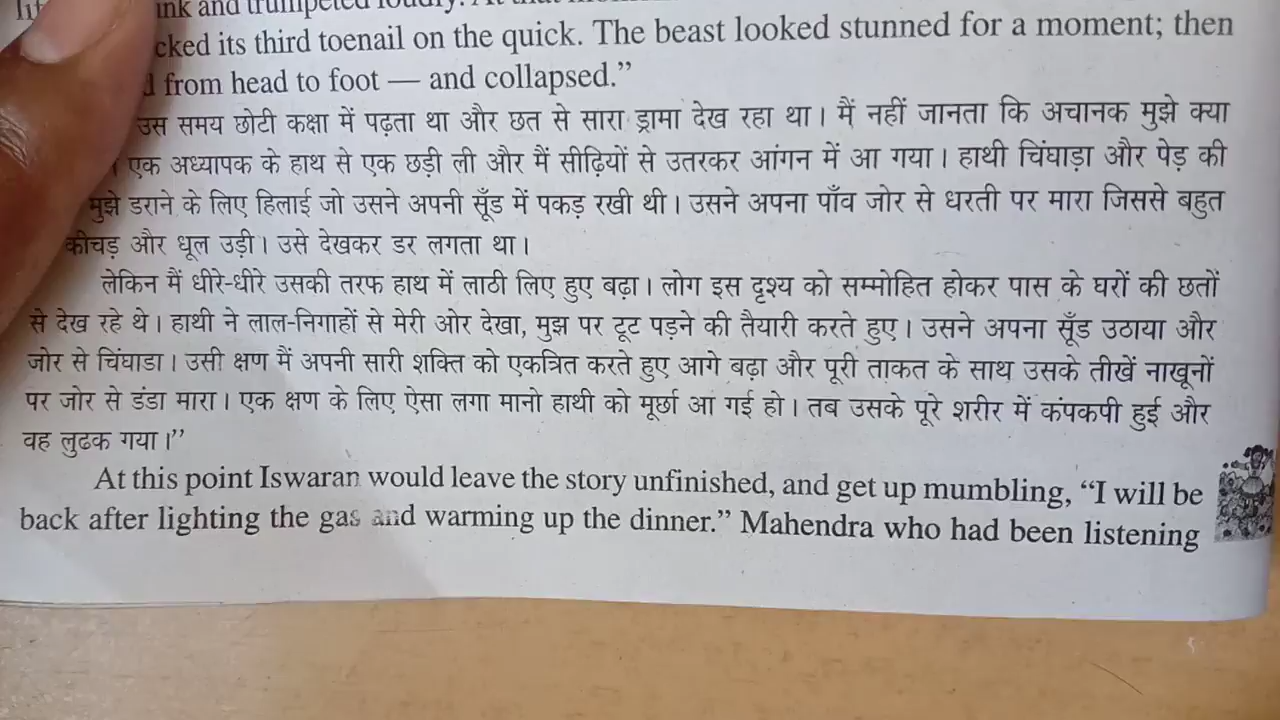 and trumpeted loudly.
its third toenail on the quick. The beast looked stunned for a moment; then
from head to foot — and collapsed.”
उस समय छोटी कक्षा में पढ़ता था और छत से सारा ड्रामा देख रहा था। मैं नहीं जानता कि अचानक मुझे क्या
एक अध्यापक के हाथ से एक छड़ी ली और मैं सीढ़ियों से उतरकर आंगन में आ गया। हाथी चिंघाड़ा और पेड़ की
मुझे डराने के लिए हिलाई जो उसने अपनी सूँड में पकड़ रखी थी। उसने अपना पाँव जोर से धरती पर मारा जिससे बहुत
कीचड़ और धूल उड़ी। उसे देखकर डर लगता था।
लेकिन मैं धीरे-धीरे उसकी तरफ हाथ में लाठी लिए हुए बढ़ा। लोग इस दृश्य को सम्मोहित होकर पास के घरों की छतों
से देख रहे थे। हाथी ने लाल-निगाहों से मेरी ओर देखा, मुझ पर टूट पड़ने की तैयारी करते हुए। उसने अपना सूँड उठाया और
जोर से चिंघाडा। उसी क्षण मैं अपनी सारी शक्ति को एकत्रित करते हुए आगे बढ़ा और पूरी ताकत के साथ उसके तीखें नाखूनों
पर जोर से डंडा मारा। एक क्षण के लिए ऐसा लगा मानो हाथी को मूर्छा आ गई हो। तब उसके पूरे शरीर में कंपकपी हुई और
वह लुढक गया।”
At this point Iswaran would leave the story unfinished, and get up mumbling, “I will be
back after lighting the gas and warming up the dinner.” Mahendra who had been listening